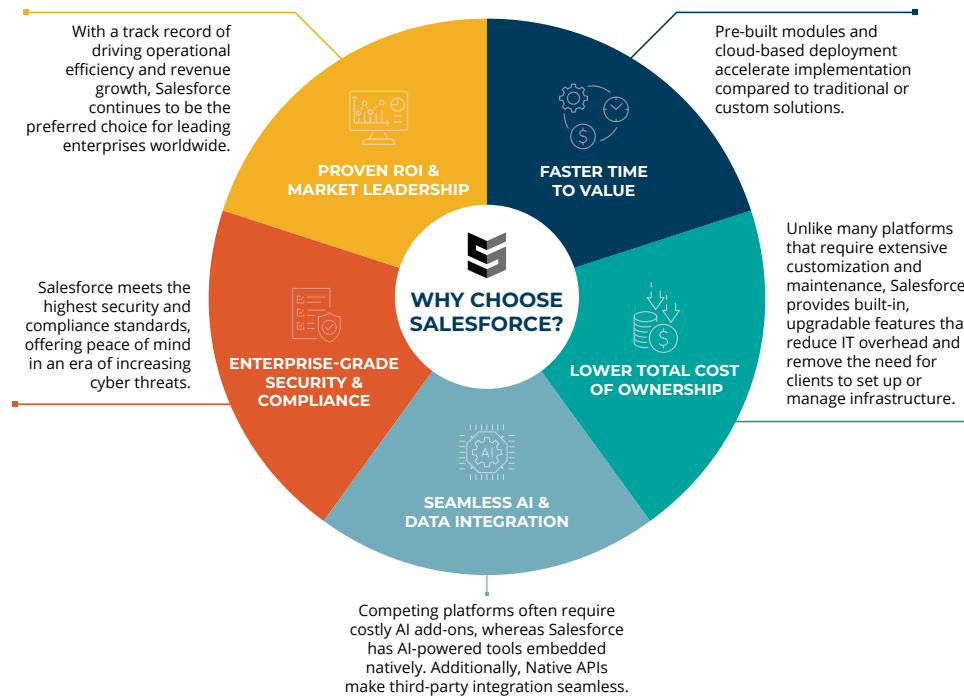 With a track record of
driving operational
efficiency and revenue
growth, Salesforce
continues to be the
preferred choice for leading
enterprises worldwide.
Pre-built modules and
cloud-based deployment
accelerate implementation
compared to traditional or
custom solutions.
PROVEN ROI &
MARKET LEADERSHIP
FASTER TIME
TO VALUE
$
Salesforce meets the
highest security and
compliance standards,
offering peace of mind
in an era of increasing
cyber threats.
WHY CHOOSE
SALESFORCE?
Unlike many platforms
that require extensive
customization and
maintenance, Salesforce
provides built-in,
upgradable features tha
reduce IT overhead and
remove the need for
clients to set up or
manage infrastructure.
ENTERPRISE-GRADE
SECURITY &
COMPLIANCE
$
LOWER TOTAL COST
OF OWNERSHIP
AI
SEAMLESS AI &
DATA INTEGRATION
Competing platforms often require
costly AI add-ons, whereas Salesforce
has AI-powered tools embedded
natively. Additionally, Native APIs
make third-party integration seamless.